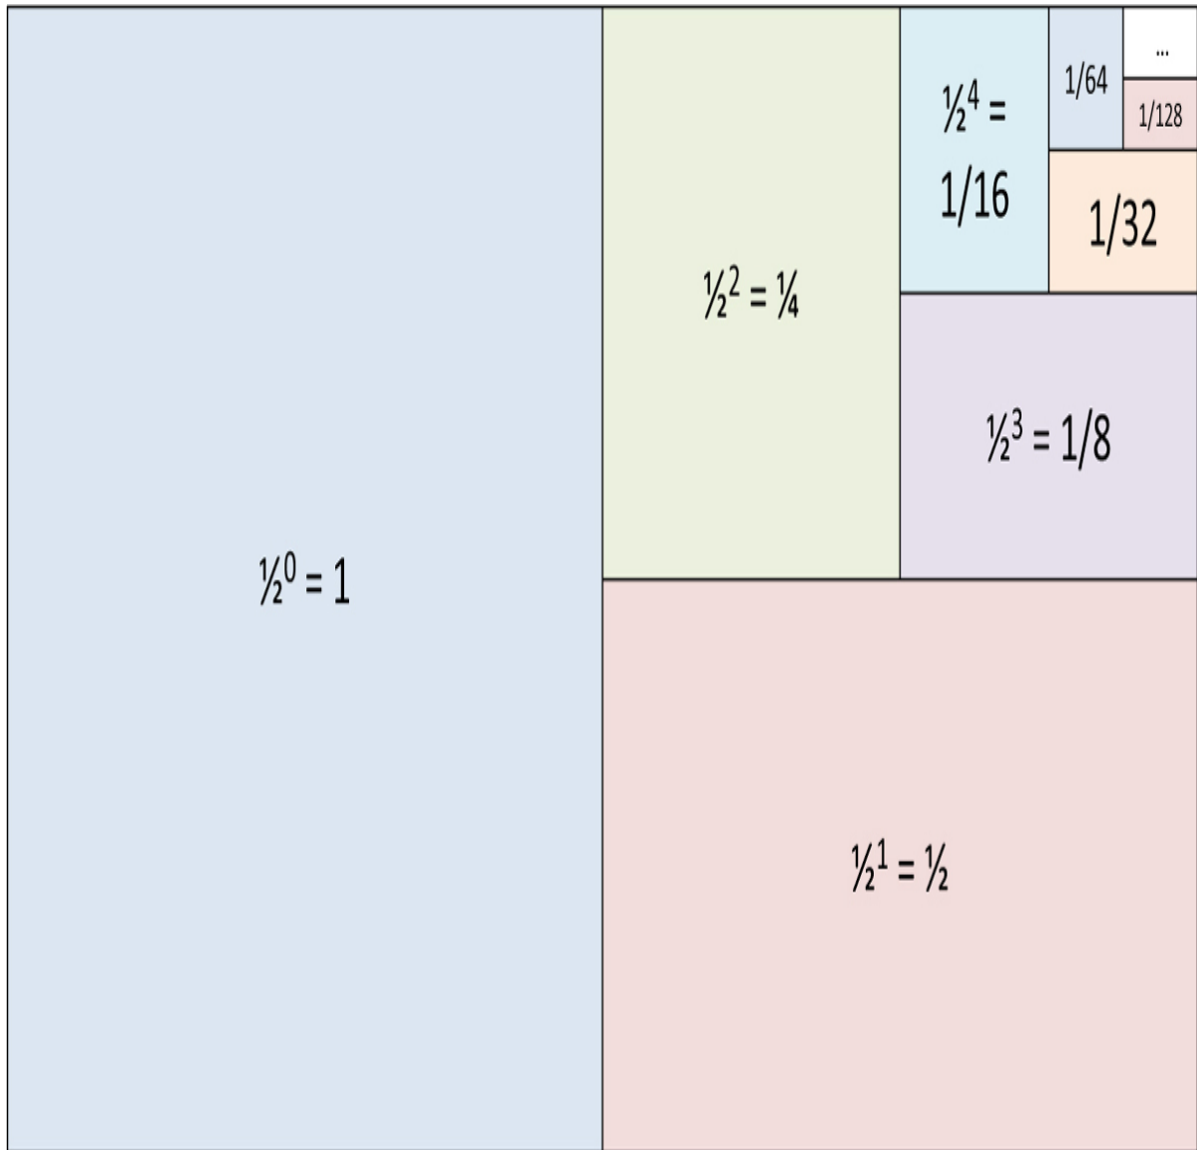 ½⁰ = 1
½² = ¼
½⁴ =
1/16
1/64
...
1/128
1/32
½³ = 1/8
½¹ = ½